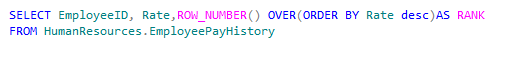 SELECT EmployeeID, Rate,ROW_NUMBER() OVER(ORDER BY Rate desc)AS RANK
FROM HumanResources.EmployeePayHistory